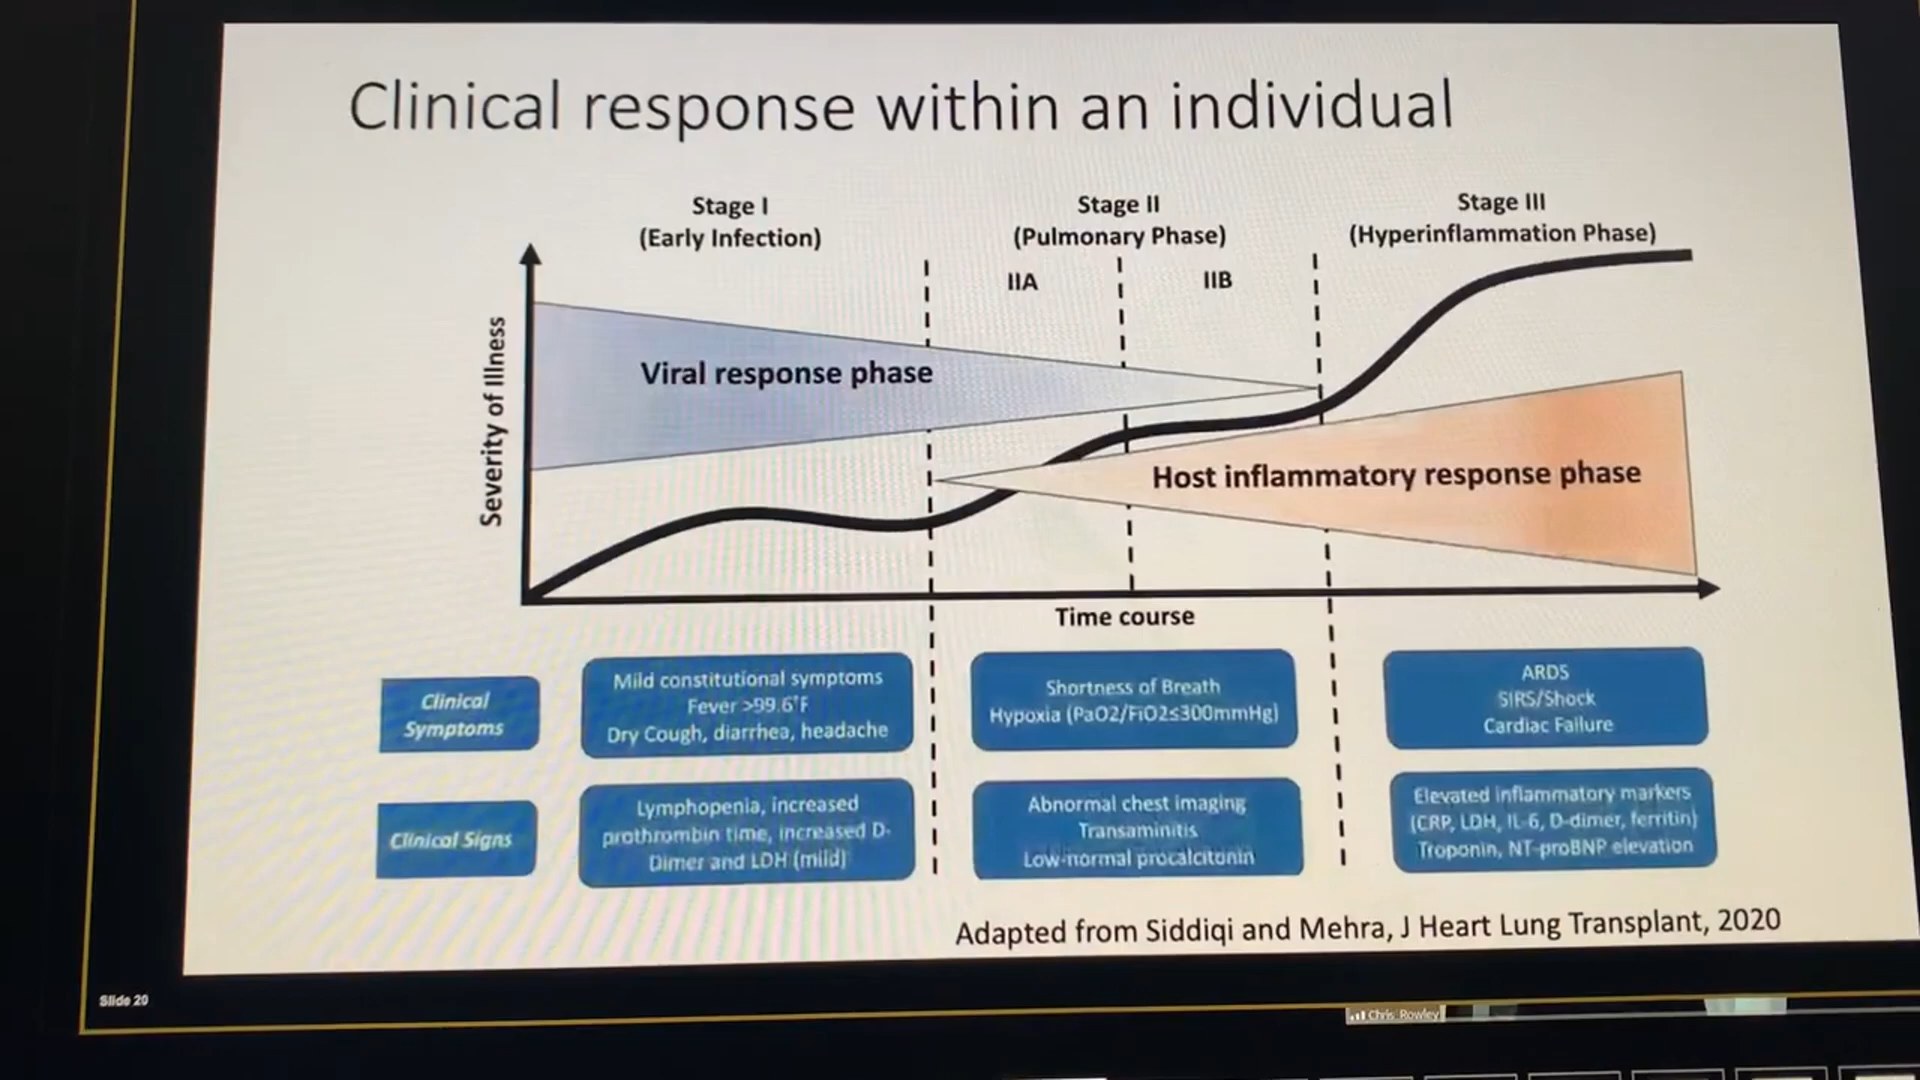 Clinical response within an individual
Stage I
(Early Infection)
Stage II
(Pulmonary Phase)
Stage III
(Hyperinflammation Phase)
IIA
IIB
Severity of Illness
Viral response phase
Host inflammatory response phase
Time course
Clinical
Symptoms
Mild constitutional symptoms
Fever >99.6°F
Dry Cough, diarrhea, headache
Shortness of Breath
Hypoxia (PaO2/FiO2≤300mmHg)
ARDS
SIRS/Shock
Cardiac Failure
Clinical Signs
Lymphopenia, increased
prothrombin time, increased D-
Dimer and LDH (mild)
Abnormal chest imaging
Transaminitis
Low-normal procalcitonin
Elevated inflammatory markers
(CRP, LDH, IL-6, D-dimer, ferritin)
Troponin, NT-proBNP elevation
Adapted from Siddiqi and Mehra, J Heart Lung Transplant, 2020
Slide 20
Chris Rowley